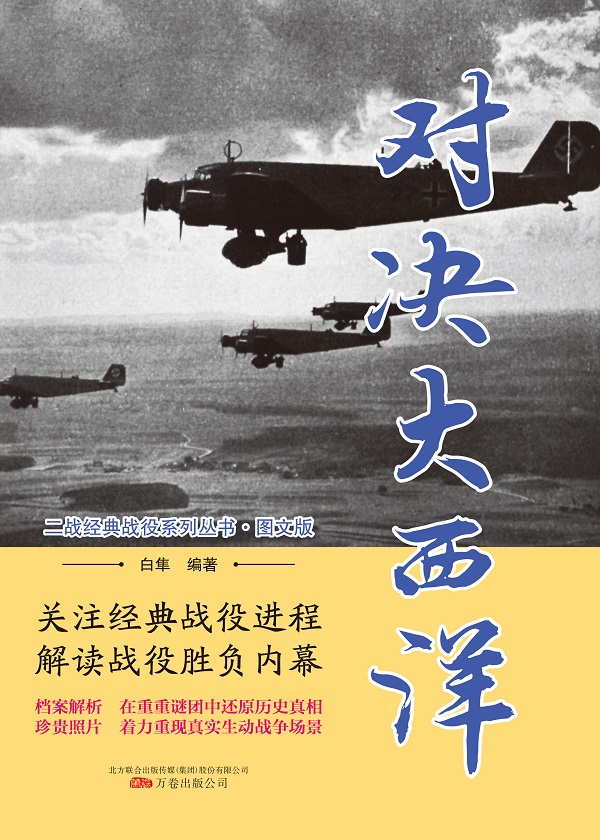 对决大西洋
二战经典战役系列丛书·图文版
白隼 编著
关注经典战役进程
解读战役胜负内幕
档案解析 在重重谜团中还原历史真相
珍贵照片 着力重现真实生动战争场景
北方联合出版传媒(集团)股份有限公司
万卷出版公司